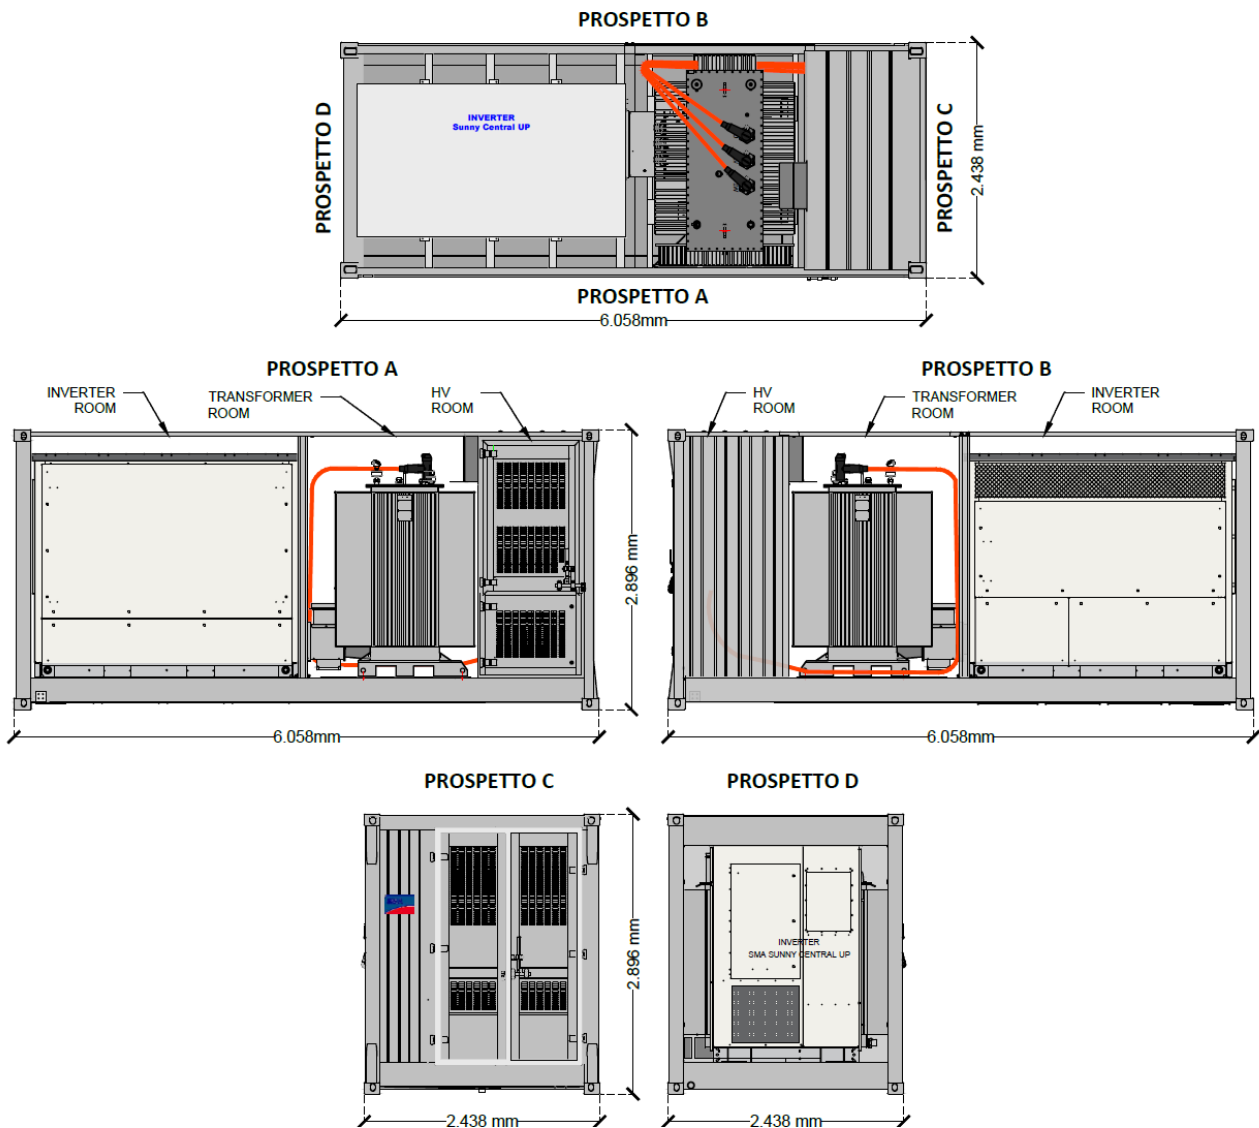 PROSPETTO B
PROSPETTO D
INVERTER
Sunny Central UP
PROSPETTO C
2.438 mm
PROSPETTO A
6.058mm
PROSPETTO A
INVERTER
ROOM
TRANSFORMER
ROOM
HV
ROOM
2.896 mm
6.058mm
PROSPETTO B
HV
ROOM
TRANSFORMER
ROOM
INVERTER
ROOM
6.058mm
PROSPETTO C
2.896 mm
2.438 mm
PROSPETTO D
INVERTER
SMA SUNNY CENTRAL UP
2.438 mm